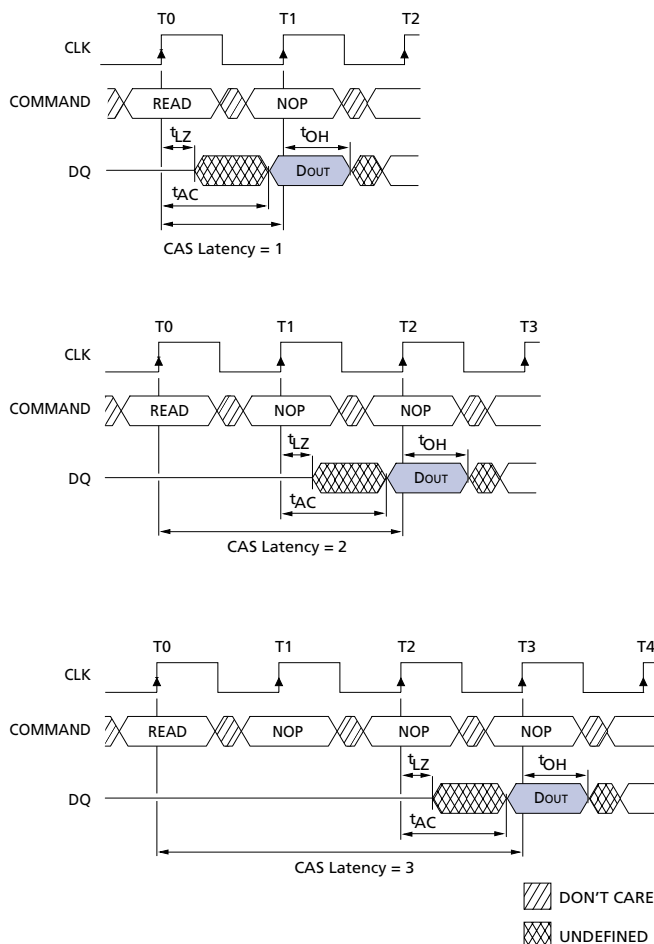 T0 T1 T2
CLK
COMMAND READ NOP
tLZ tOH
DQ DOUT
tAC
CAS Latency = 1
T0 T1 T2 T3
CLK
COMMAND READ NOP NOP
tLZ tOH
DQ DOUT
tAC
CAS Latency = 2
T0 T1 T2 T3 T4
CLK
COMMAND READ NOP NOP NOP
tLZ tOH
DQ DOUT
tAC
CAS Latency = 3
DON'T CARE
UNDEFINED